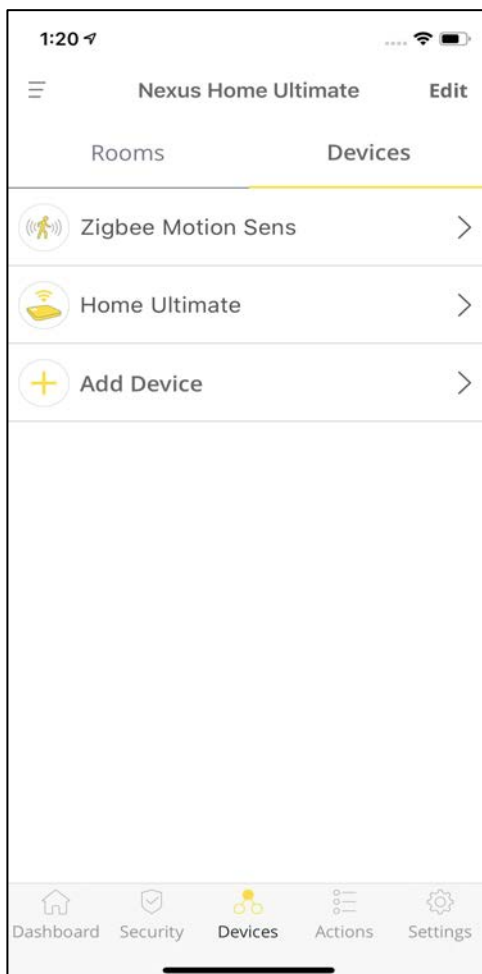 1:20
Nexus Home Ultimate Edit
Rooms Devices
Zigbee Motion Sens
Home Ultimate
Add Device
Dashboard Security Devices Actions Settings